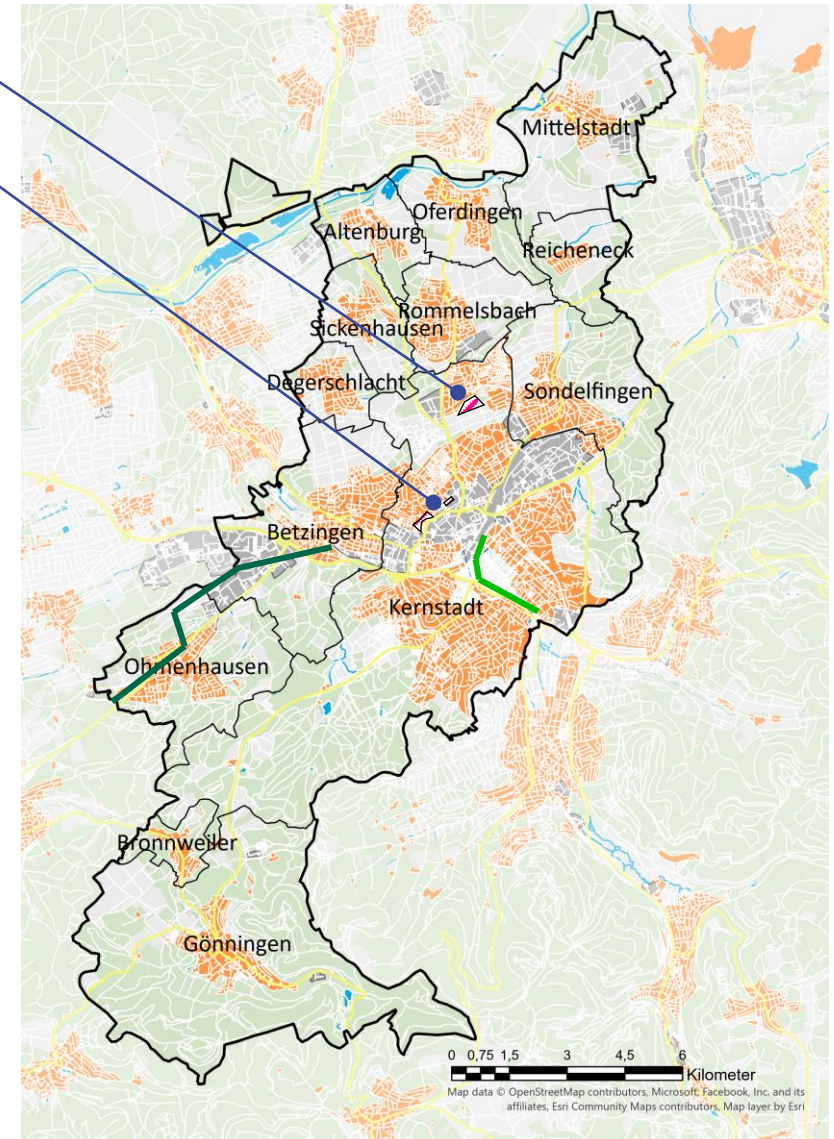 Mittelstadt
Oferdingen
Altenburg
Reicheneck
Rommelsbach
Sickenhausen
Degerschlacht
Sondelfingen
Betzingen
Kernstadt
Ohmenhausen
Bronnweiler
Gönningen
0 0,75 1,5 3 4,5 6
Kilometer
Map data © OpenStreetMap contributors, Microsoft, Facebook, Inc. and its
affiliates, Esri Community Maps contributors, Map layer by Esri